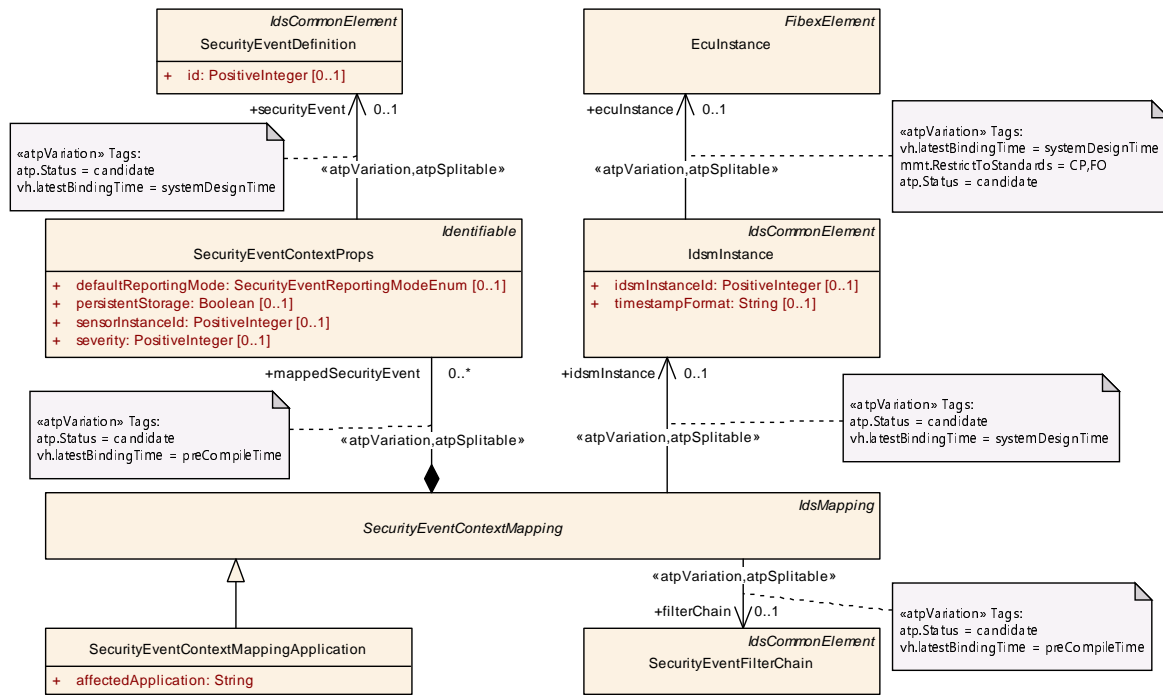 IdsCommonElement
SecurityEventDefinition
+ id: PositiveInteger [0..1]
FibexElement
EcuInstance
+securityEvent 0..1
+ecuInstance 0..1
«atpVariation» Tags:
atp.Status = candidate
vh.latestBindingTime = systemDesignTime
«atpVariation,atpSplitable»
«atpVariation,atpSplitable»
«atpVariation» Tags:
vh.latestBindingTime = systemDesignTime
mmt.RestrictToStandards = CP,FO
atp.Status = candidate
Identifiable
SecurityEventContextProps
+ defaultReportingMode: SecurityEventReportingModeEnum [0..1]
+ persistentStorage: Boolean [0..1]
+ sensorInstanceId: PositiveInteger [0..1]
+ severity: PositiveInteger [0..1]
IdsCommonElement
IdsmInstance
+ idsmInstanceId: PositiveInteger [0..1]
+ timestampFormat: String [0..1]
+mappedSecurityEvent 0..*
+idsmInstance 0..1
«atpVariation» Tags:
atp.Status = candidate
vh.latestBindingTime = preCompileTime
«atpVariation,atpSplitable»
«atpVariation,atpSplitable»
«atpVariation» Tags:
atp.Status = candidate
vh.latestBindingTime = systemDesignTime
IdsMapping
SecurityEventContextMapping
«atpVariation,atpSplitable»
+filterChain 0..1
«atpVariation» Tags:
atp.Status = candidate
vh.latestBindingTime = preCompileTime
SecurityEventContextMappingApplication
+ affectedApplication: String
IdsCommonElement
SecurityEventFilterChain